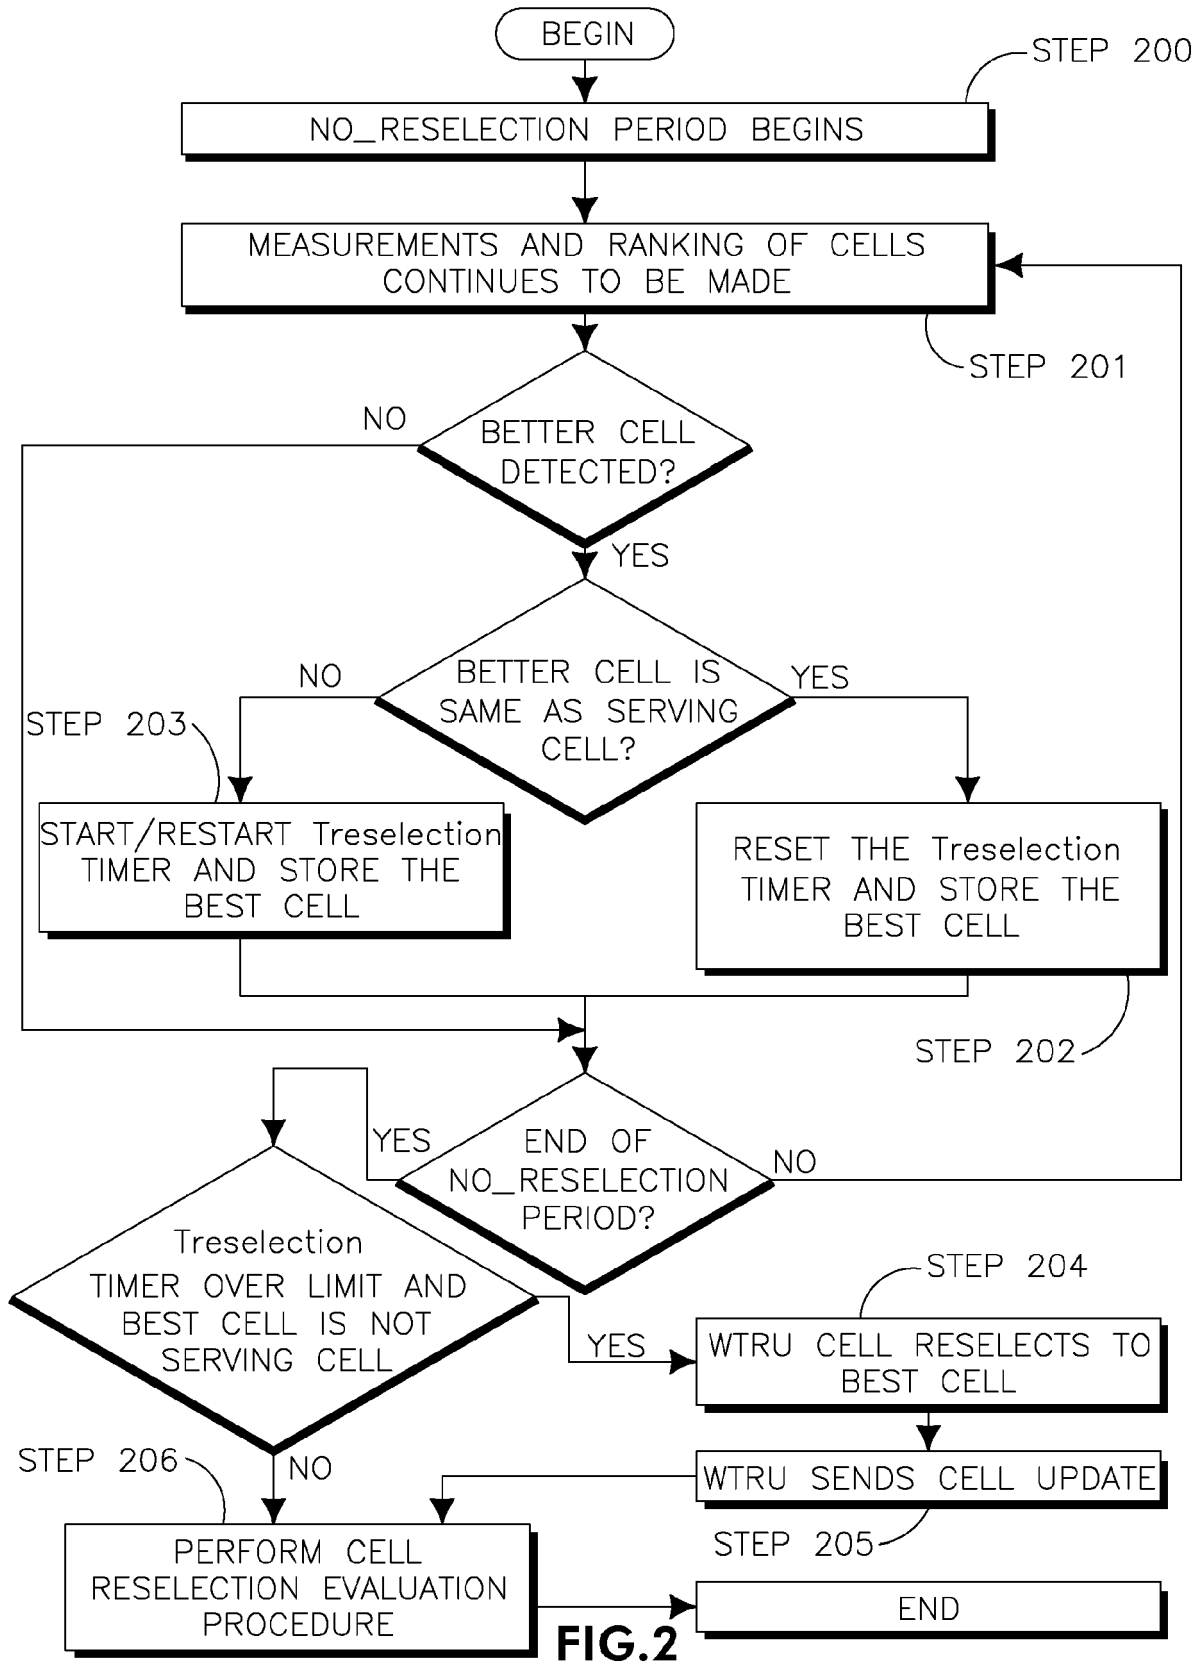 BEGIN
STEP 200
NO_RESELECTION PERIOD BEGINS
MEASUREMENTS AND RANKING OF CELLS
CONTINUES TO BE MADE
STEP 201
NO
BETTER CELL
DETECTED?
YES
NO
BETTER CELL IS
SAME AS SERVING
CELL?
YES
STEP 203
START/RESTART Treselection
TIMER AND STORE THE
BEST CELL
RESET THE Treselection
TIMER AND STORE THE
BEST CELL
STEP 202
YES
END OF
NO_RESELECTION
PERIOD?
NO
Treselection
TIMER OVER LIMIT AND
BEST CELL IS NOT
SERVING CELL
YES
STEP 204
WTRU CELL RESELECTS TO
BEST CELL
STEP 206
NO
WTRU SENDS CELL UPDATE
STEP 205
PERFORM CELL
RESELECTION EVALUATION
PROCEDURE
END
FIG.2